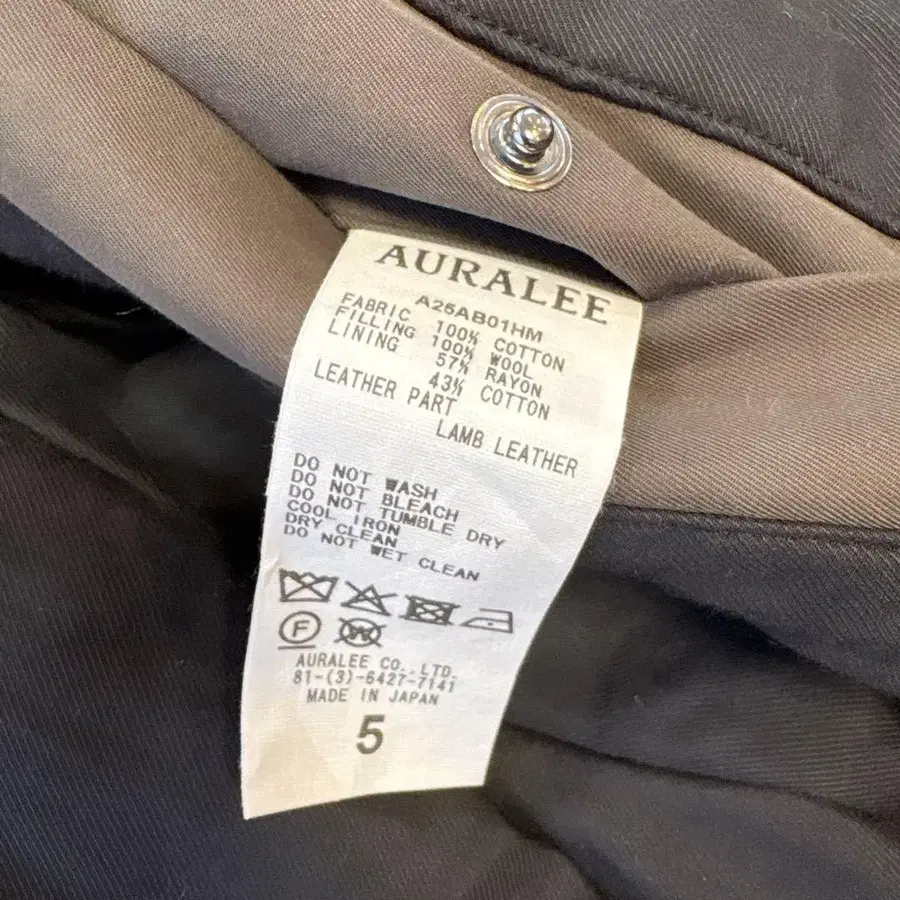 AURALEE
A25AB01HM
FABRIC 100% COTTON
FILLING 100% WOOL
LINING 57% RAYON
43% COTTON
LEATHER PART
LAMB LEATHER
DO NOT WASH
DO NOT BLEACH
DO NOT TUMBLE DRY
COOL IRON
DRY CLEAN
DO NOT WET CLEAN
F W
AURALEE CO.,LTD.
81-(3)-6427-7141
MADE IN JAPAN
5